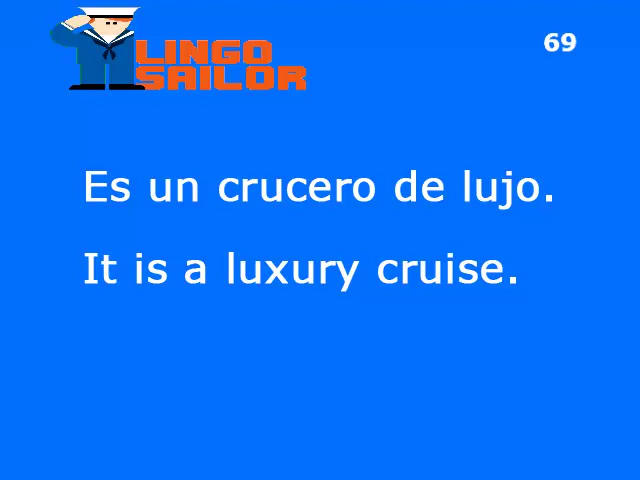 LINGO
SAILOR
69
Es un crucero de lujo.
It is a luxury cruise.